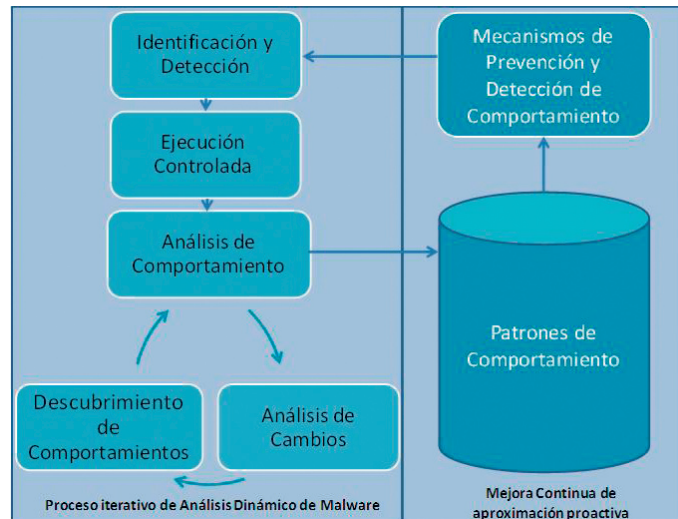 Identificación y
Detección
Ejecución
Controlada
Análisis de
Comportamiento
Descubrimiento
de
Comportamientos
Análisis de
Cambios
Proceso iterativo de Análisis Dinámico de Malware
Mecanismos de
Prevención y
Detección de
Comportamiento
Patrones de
Comportamiento
Mejora Continua de
aproximación proactiva